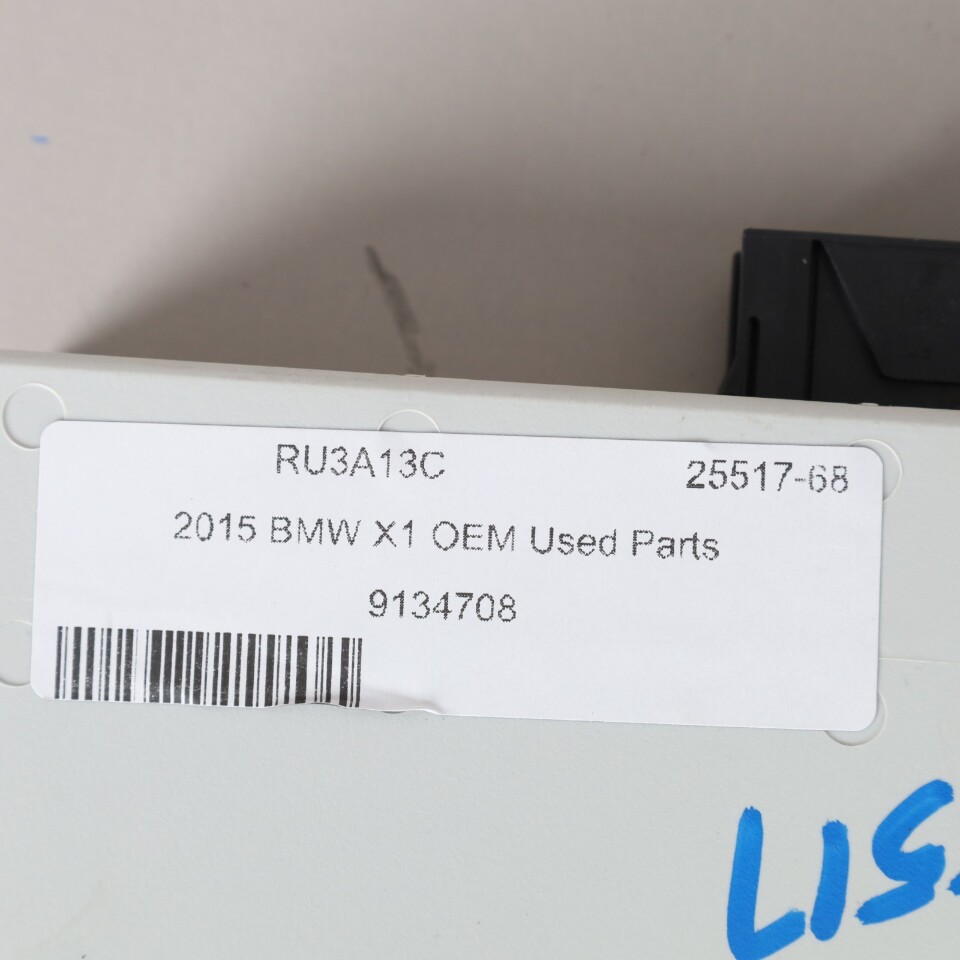 RU3A13C 25517-68
2015 BMW X1 OEM Used Parts
9134708